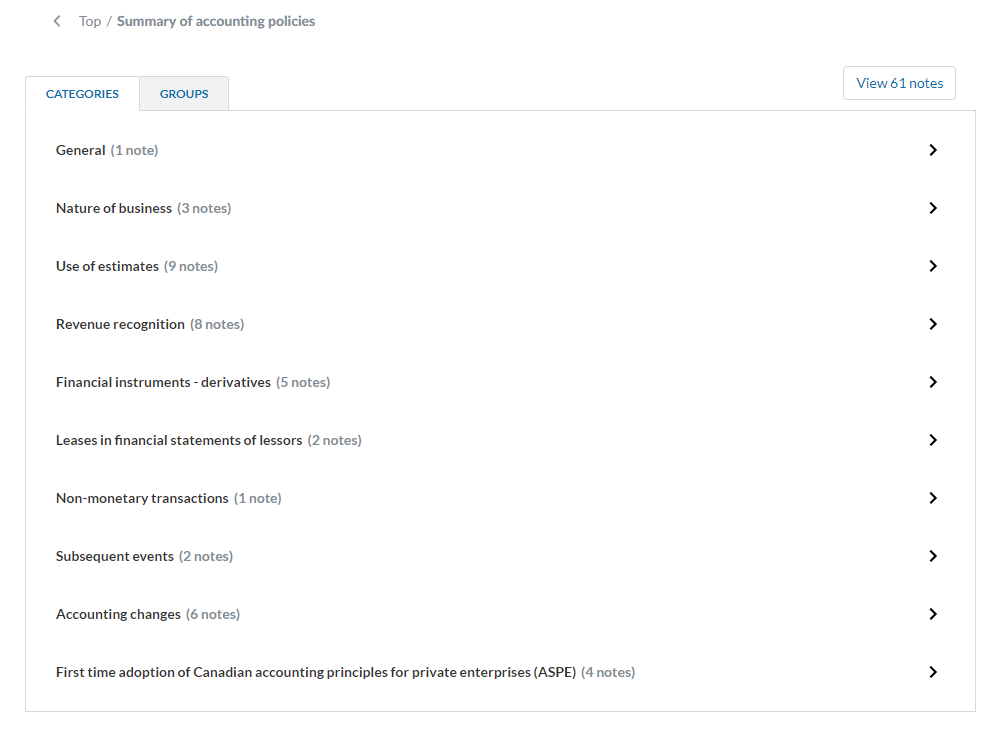 Top / Summary of accounting policies
View 61 notes
CATEGORIES GROUPS
General (1 note)
Nature of business (3 notes)
Use of estimates (9 notes)
Revenue recognition (8 notes)
Financial instruments - derivatives (5 notes)
Leases in financial statements of lessors (2 notes)
Non-monetary transactions (1 note)
Subsequent events (2 notes)
Accounting changes (6 notes)
First time adoption of Canadian accounting principles for private enterprises (ASPE) (4 notes)